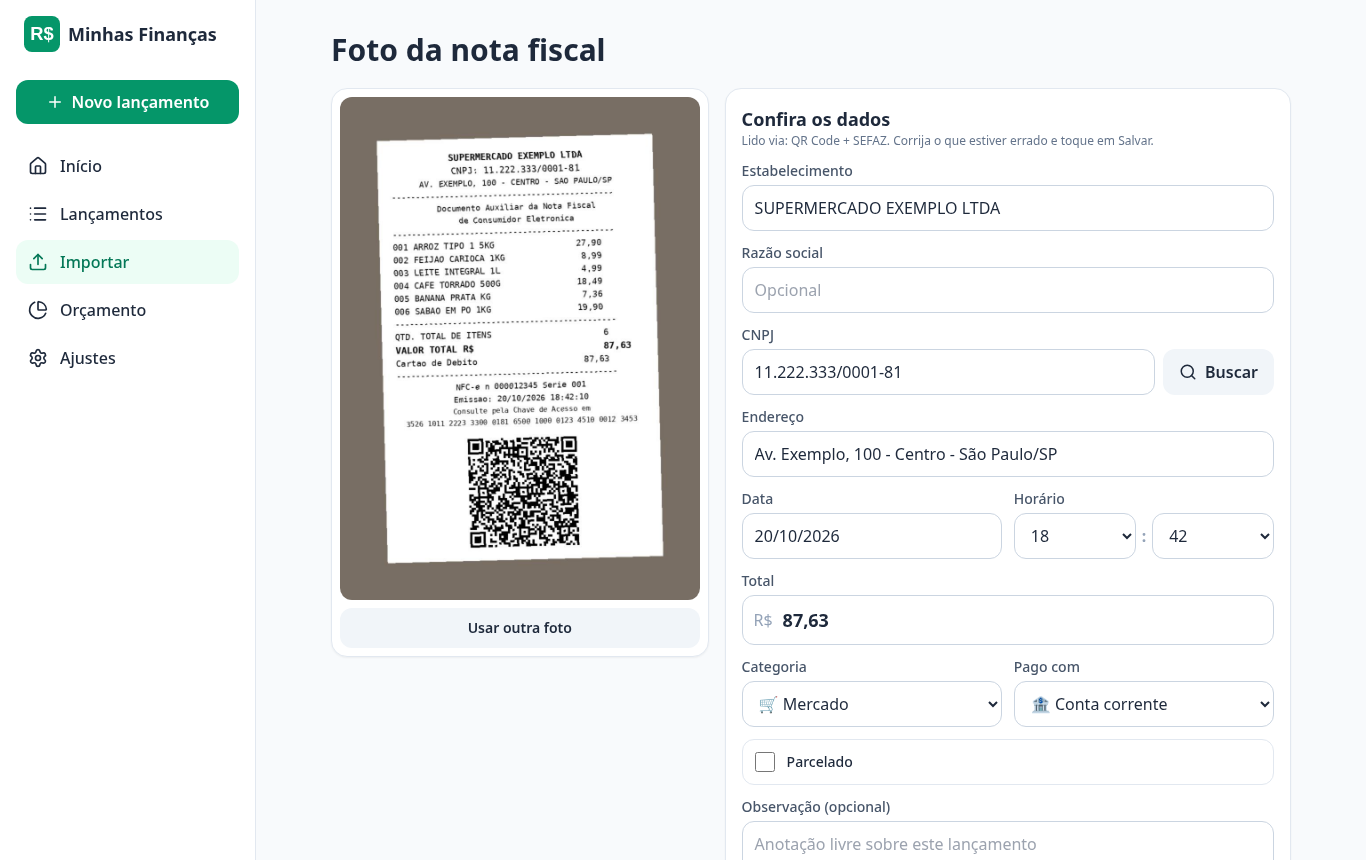 R$ Minhas Finanças
+ Novo lançamento
Início
Lançamentos
Importar
Orçamento
Ajustes
Foto da nota fiscal
SUPERMERCADO EXEMPLO LTDA
CNPJ: 11.222.333/0001-81
AV. EXEMPLO, 100 - CENTRO - SAO PAULO/SP
Documento Auxiliar da Nota Fiscal
de Consumidor Eletronica
001 ARROZ TIPO 1 5KG 27,90
002 FEIJAO CARIOCA 1KG 8,99
003 LEITE INTEGRAL 1L 4,99
004 CAFE TORRADO 500G 18,49
005 BANANA PRATA KG 7,36
006 SABAO EM PO 1KG 19,90
QTD. TOTAL DE ITENS 6
VALOR TOTAL R$ 87,63
Cartao de Debito 87,63
NFC-e n 000012345 Serie 001
Emissao: 20/10/2026 18:42:10
Consulte pela Chave de Acesso em
3526 1011 2223 3300 0181 6500 1000 0123 4510 0012 3453
Usar outra foto
Confira os dados
Lido via: QR Code + SEFAZ. Corrija o que estiver errado e toque em Salvar.
Estabelecimento
SUPERMERCADO EXEMPLO LTDA
Razão social
Opcional
CNPJ
11.222.333/0001-81
Buscar
Endereço
Av. Exemplo, 100 - Centro - São Paulo/SP
Data
Horário
20/10/2026
18 : 42
Total
R$ 87,63
Categoria
Pago com
Mercado
Conta corrente
Parcelado
Observação (opcional)
Anotação livre sobre este lançamento